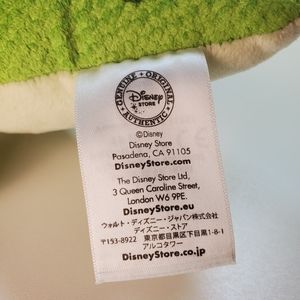 GENUINE · ORIGINAL
Disney
STORE
AUTHENTIC
©Disney
Disney Store
Pasadena, CA 91105
DisneyStore.com
The Disney Store Ltd,
3 Queen Caroline Street,
London W6 9PE.
DisneyStore.eu
ウォルト・ディズニー・ジャパン株式会社
ディズニー・ストア
〒153-8922 東京都目黒区下目黒1-8-1
アルコタワー
DisneyStore.co.jp